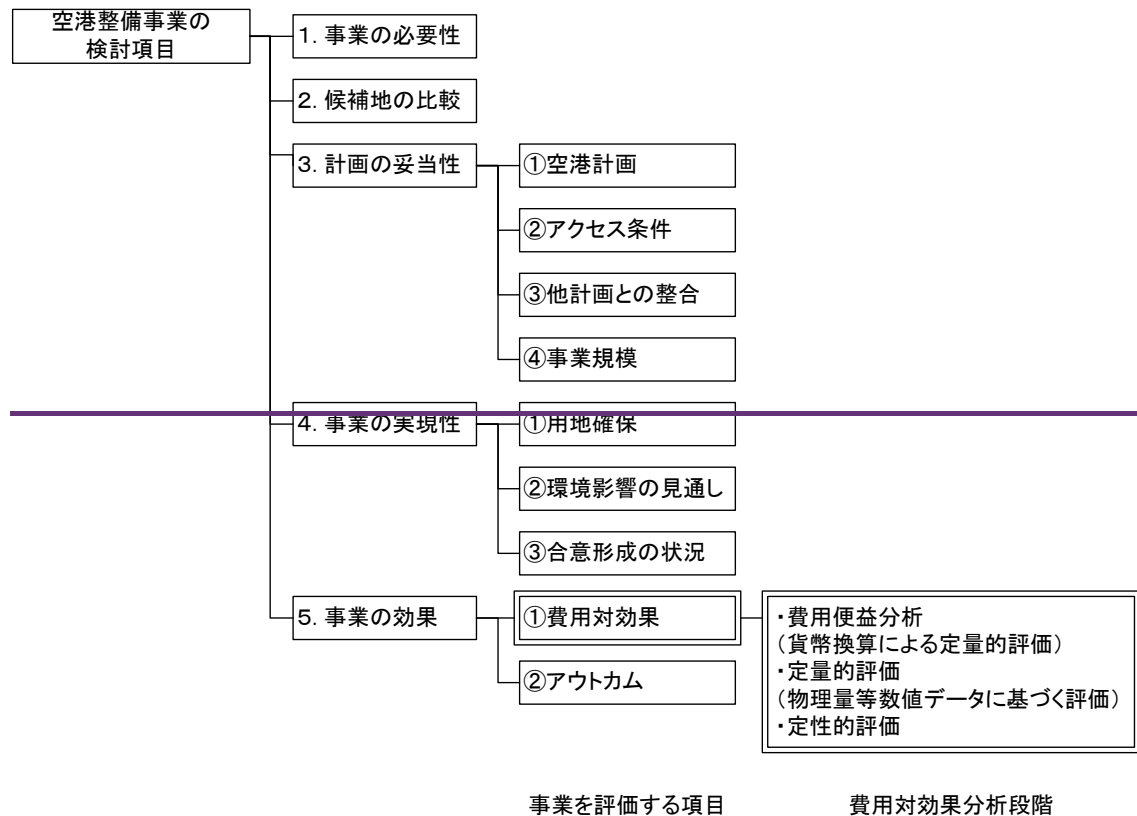 空港整備事業の
検討項目
1. 事業の必要性
2. 候補地の比較
3. 計画の妥当性
①空港計画
②アクセス条件
③他計画との整合
④事業規模
4. 事業の実現性
①用地確保
②環境影響の見通し
③合意形成の状況
5. 事業の効果
①費用対効果
・費用便益分析
(貨幣換算による定量的評価)
・定量的評価
(物理量等数値データに基づく評価)
・定性的評価
②アウトカム
事業を評価する項目
費用対効果分析段階